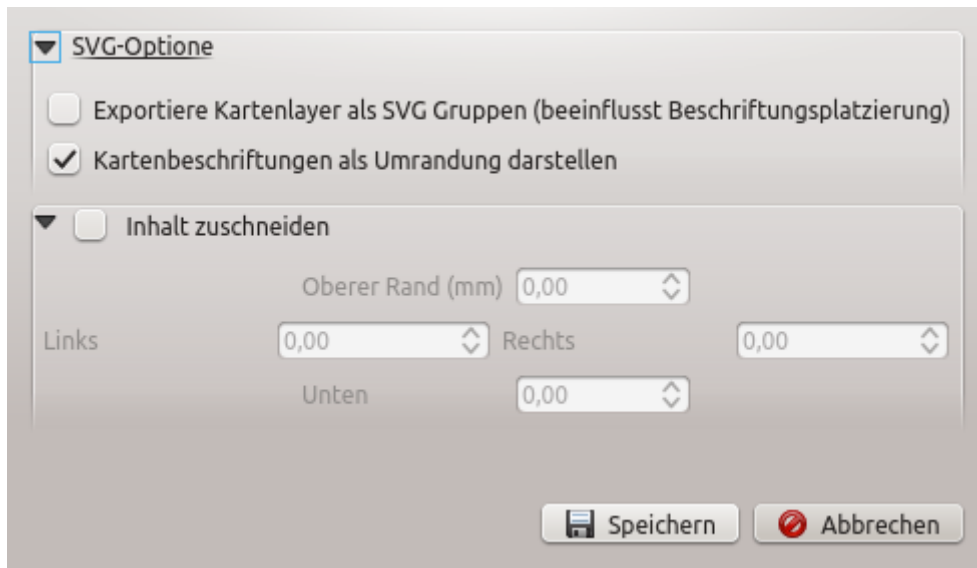 SVG-Optione
Exportiere Kartenlayer als SVG Gruppen (beeinflusst Beschriftungsplatzierung)
Kartenbeschriftungen als Umrandung darstellen
Inhalt zuschneiden
Oberer Rand (mm) 0,00
Links 0,00 Rechts 0,00
Unten 0,00
Speichern Abbrechen